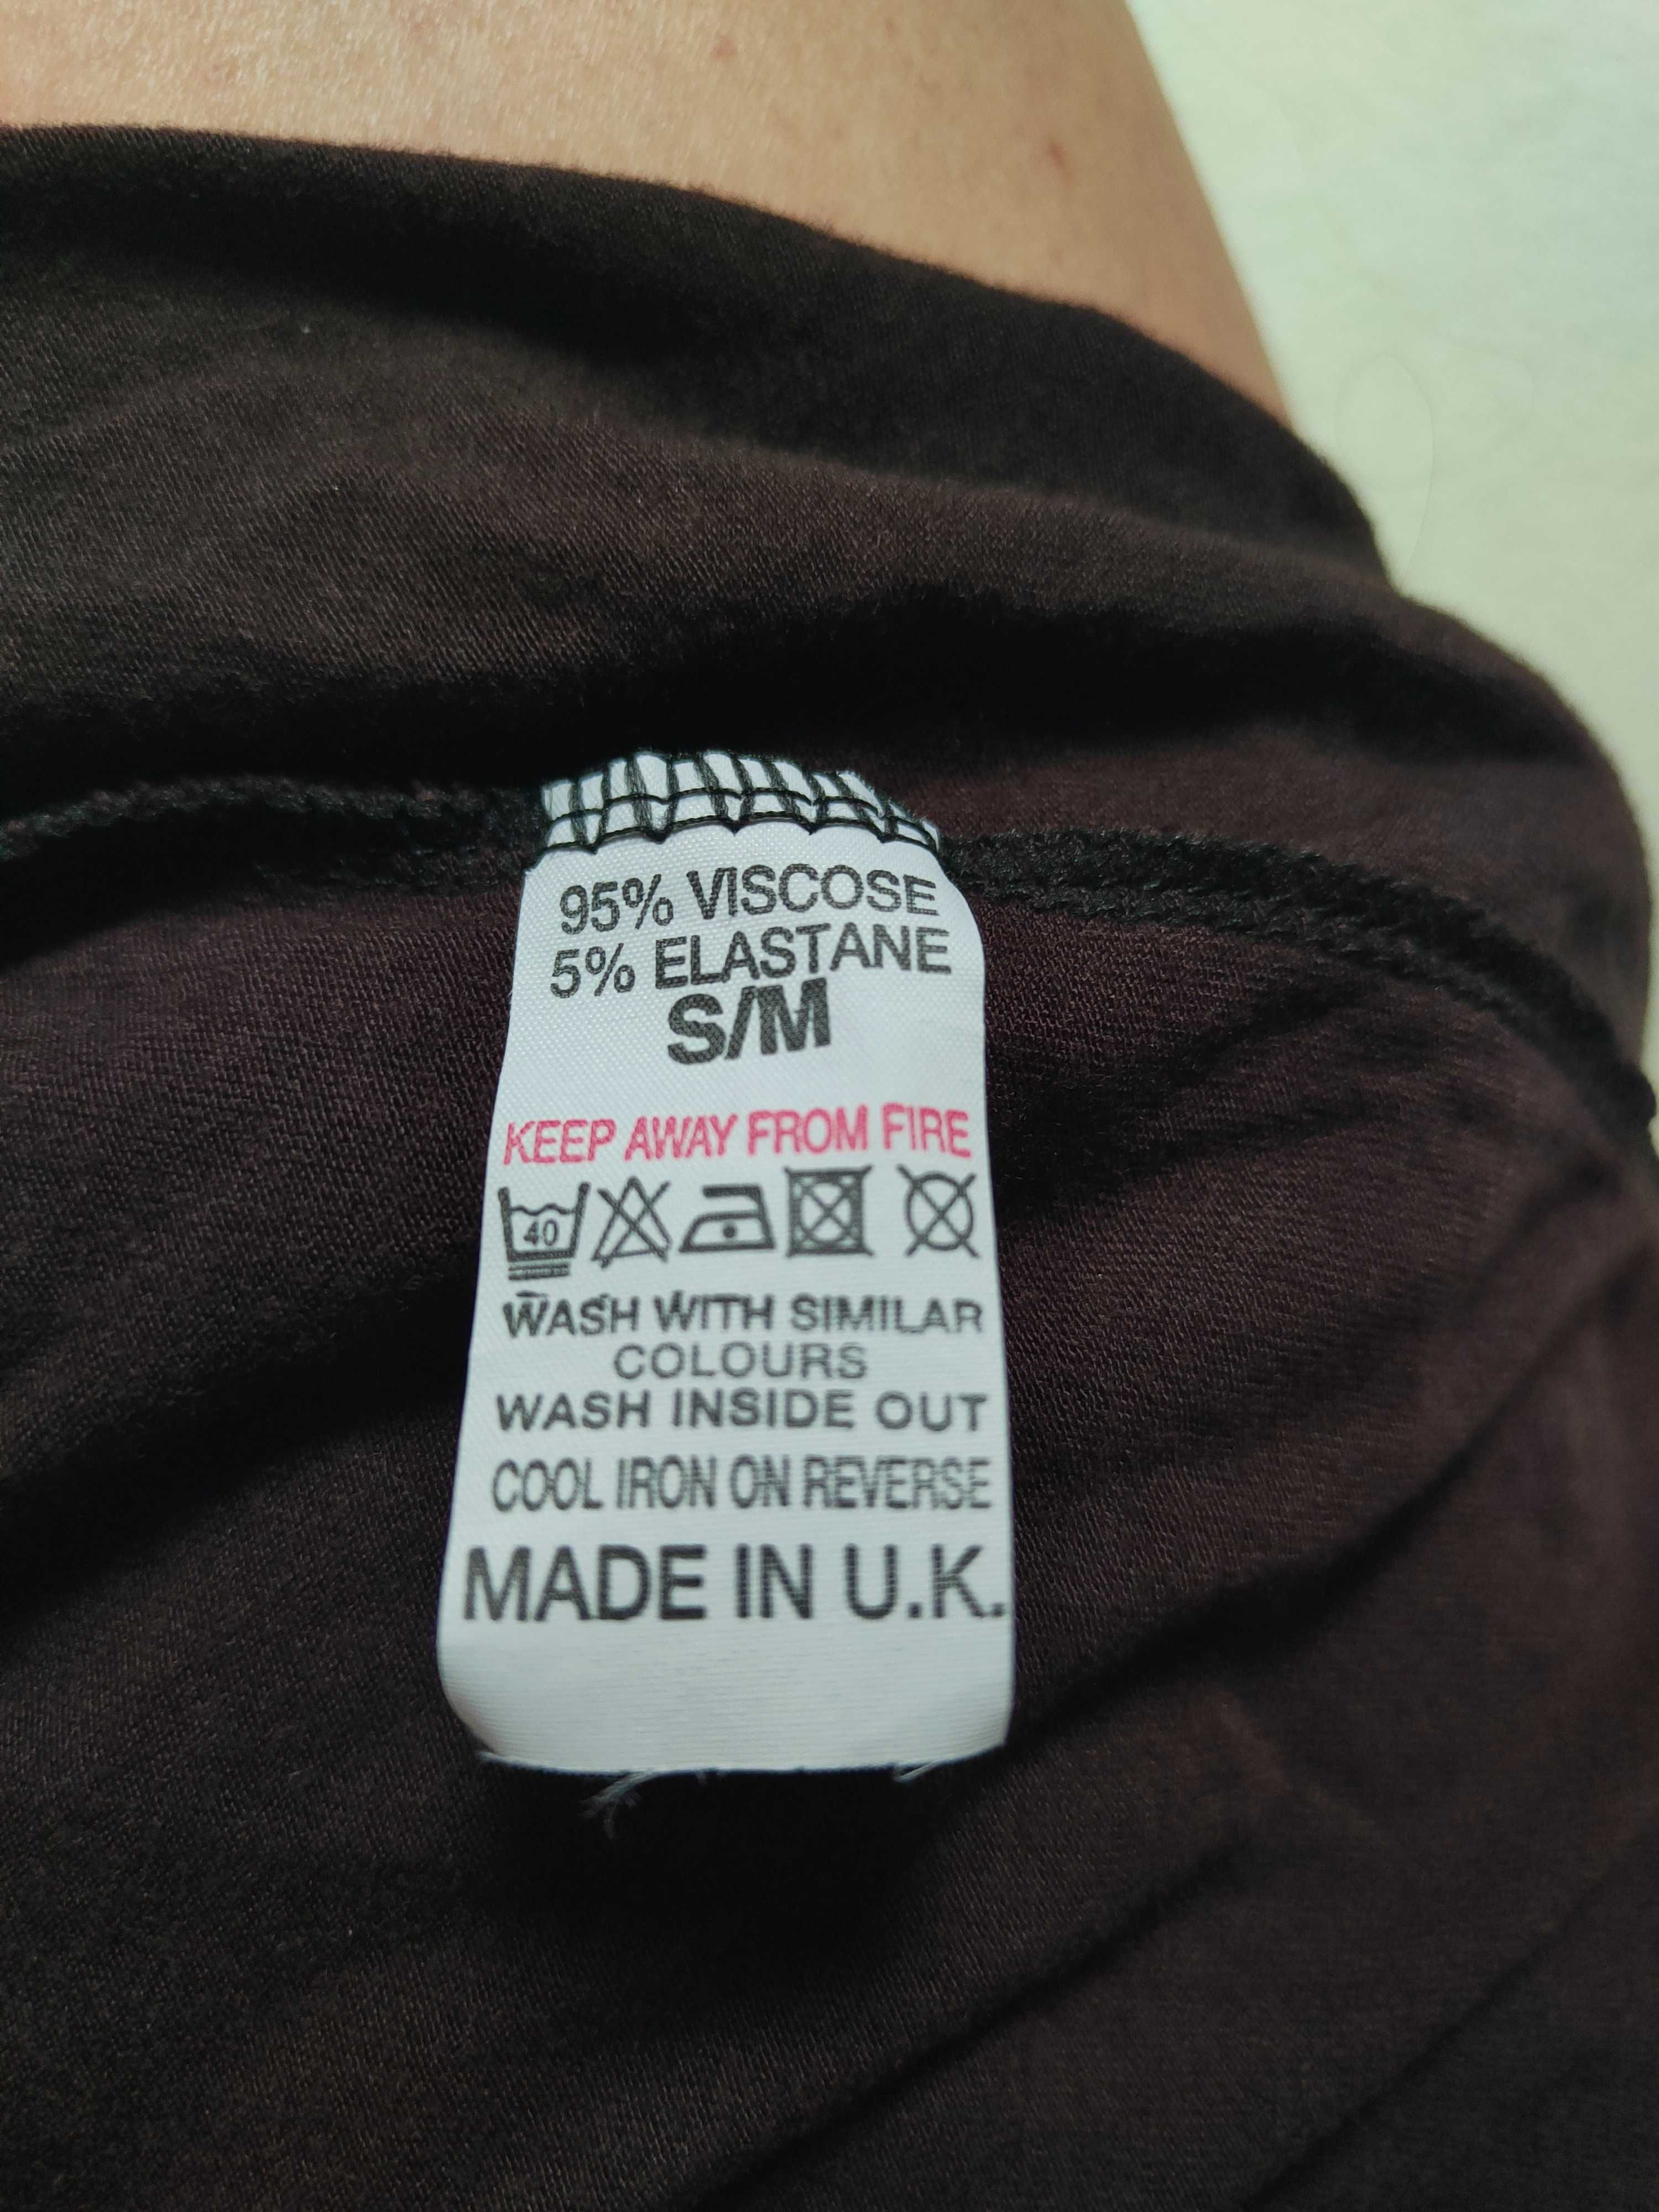 95% VISCOSE
5% ELASTANE
S/M
KEEP AWAY FROM FIRE
40
WASH WITH SIMILAR
COLOURS
WASH INSIDE OUT
COOL IRON ON REVERSE
MADE IN U.K.